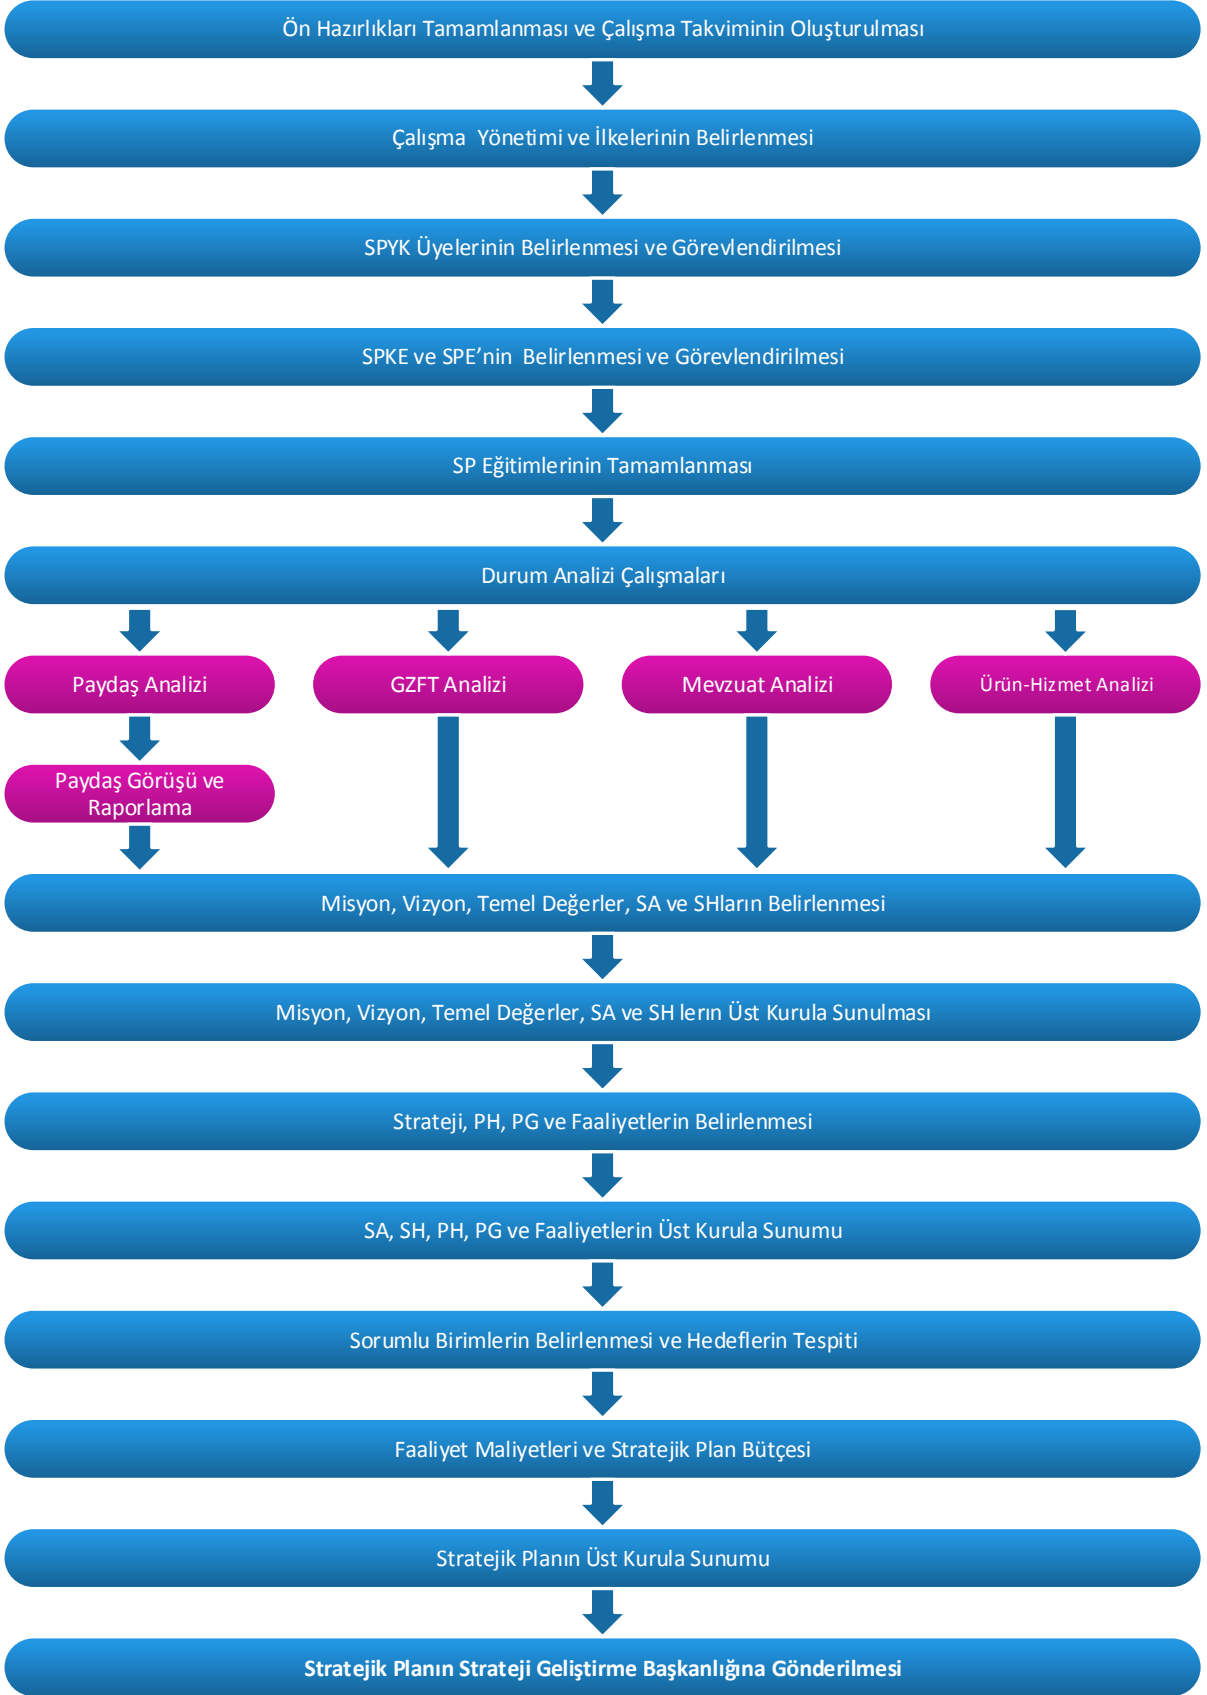 Ön Hazırlıkları Tamamlanması ve Çalışma Takviminin Oluşturulması
Çalışma Yönetimi ve İlkelerinin Belirlenmesi
SPYK Üyelerinin Belirlenmesi ve Görevlendirilmesi
SPKE ve SPE’nin Belirlenmesi ve Görevlendirilmesi
SP Eğitimlerinin Tamamlanması
Durum Analizi Çalışmaları
Paydaş Analizi
GZFT Analizi
Mevzuat Analizi
Ürün-Hizmet Analizi
Paydaş Görüşü ve
Raporlama
Misyon, Vizyon, Temel Değerler, SA ve SHların Belirlenmesi
Misyon, Vizyon, Temel Değerler, SA ve SH lerın Üst Kurula Sunulması
Strateji, PH, PG ve Faaliyetlerin Belirlenmesi
SA, SH, PH, PG ve Faaliyetlerin Üst Kurula Sunumu
Sorumlu Birimlerin Belirlenmesi ve Hedeflerin Tespiti
Faaliyet Maliyetleri ve Stratejik Plan Bütçesi
Stratejik Planın Üst Kurula Sunumu
Stratejik Planın Strateji Geliştirme Başkanlığına Gönderilmesi